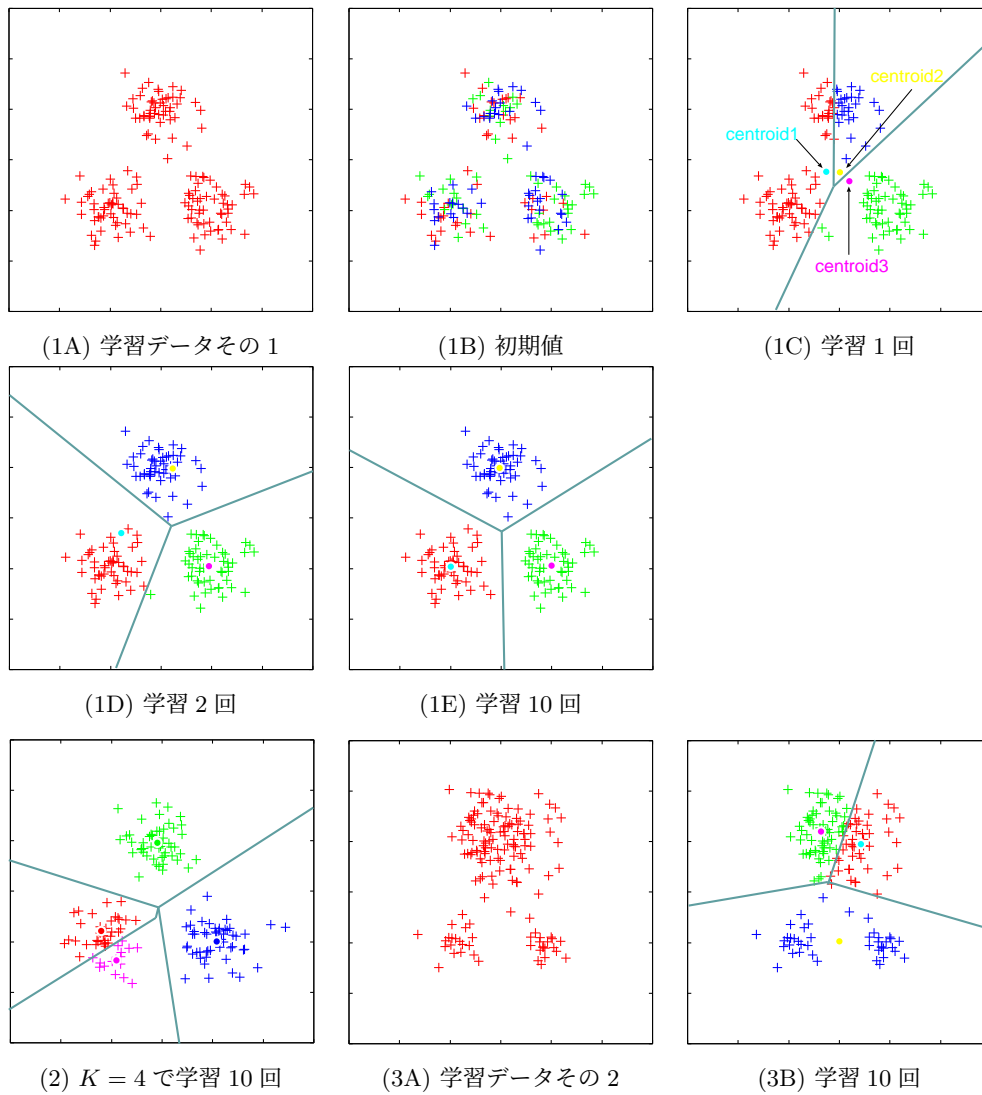 centroid2
centroid1
centroid3
(1A) 学習データその 1
(1B) 初期値
(1C) 学習 1 回
(1D) 学習 2 回
(1E) 学習 10 回
(2) K = 4 で学習 10 回
(3A) 学習データその 2
(3B) 学習 10 回